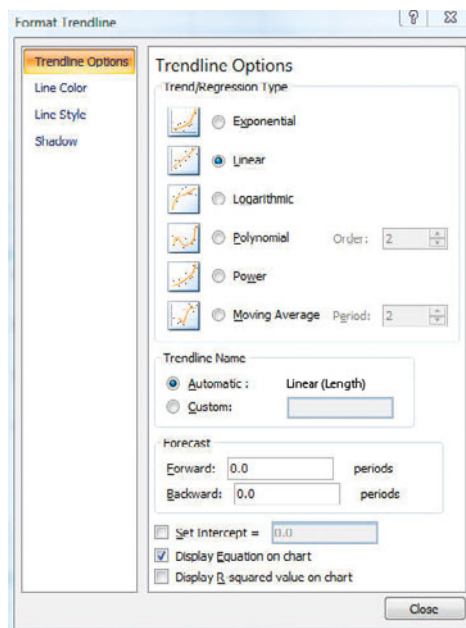 Format Trendline
Trendline Options
Line Color
Line Style
Shadow
Trendline Options
Trend/Regression Type
Exponential
Linear
Logarithmic
Polynomial Order: 2
Power
Moving Average Period: 2
Trendline Name
Automatic : Linear (Length)
Custom:
Forecast
Forward: 0.0 periods
Backward: 0.0 periods
Set Intercept = 0.0
Display Equation on chart
Display R-squared value on chart
Close